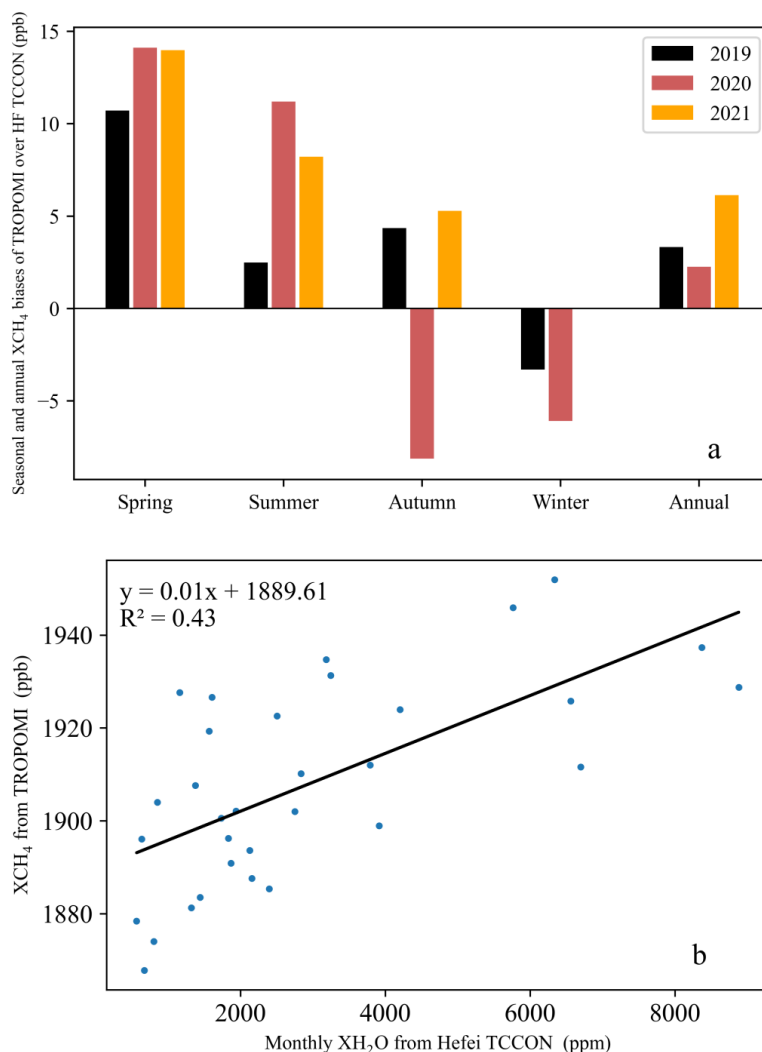 Seasonal and annual XCH₄ biases of TROPOMI over HF TCCON (ppb)
15
10
5
0
−5
2019
2020
2021
a
Spring Summer Autumn Winter Annual
y = 0.01x + 1889.61
R² = 0.43
XCH₄ from TROPOMI (ppb)
1940
1920
1900
1880
b
2000 4000 6000 8000
Monthly XH₂O from Hefei TCCON (ppm)